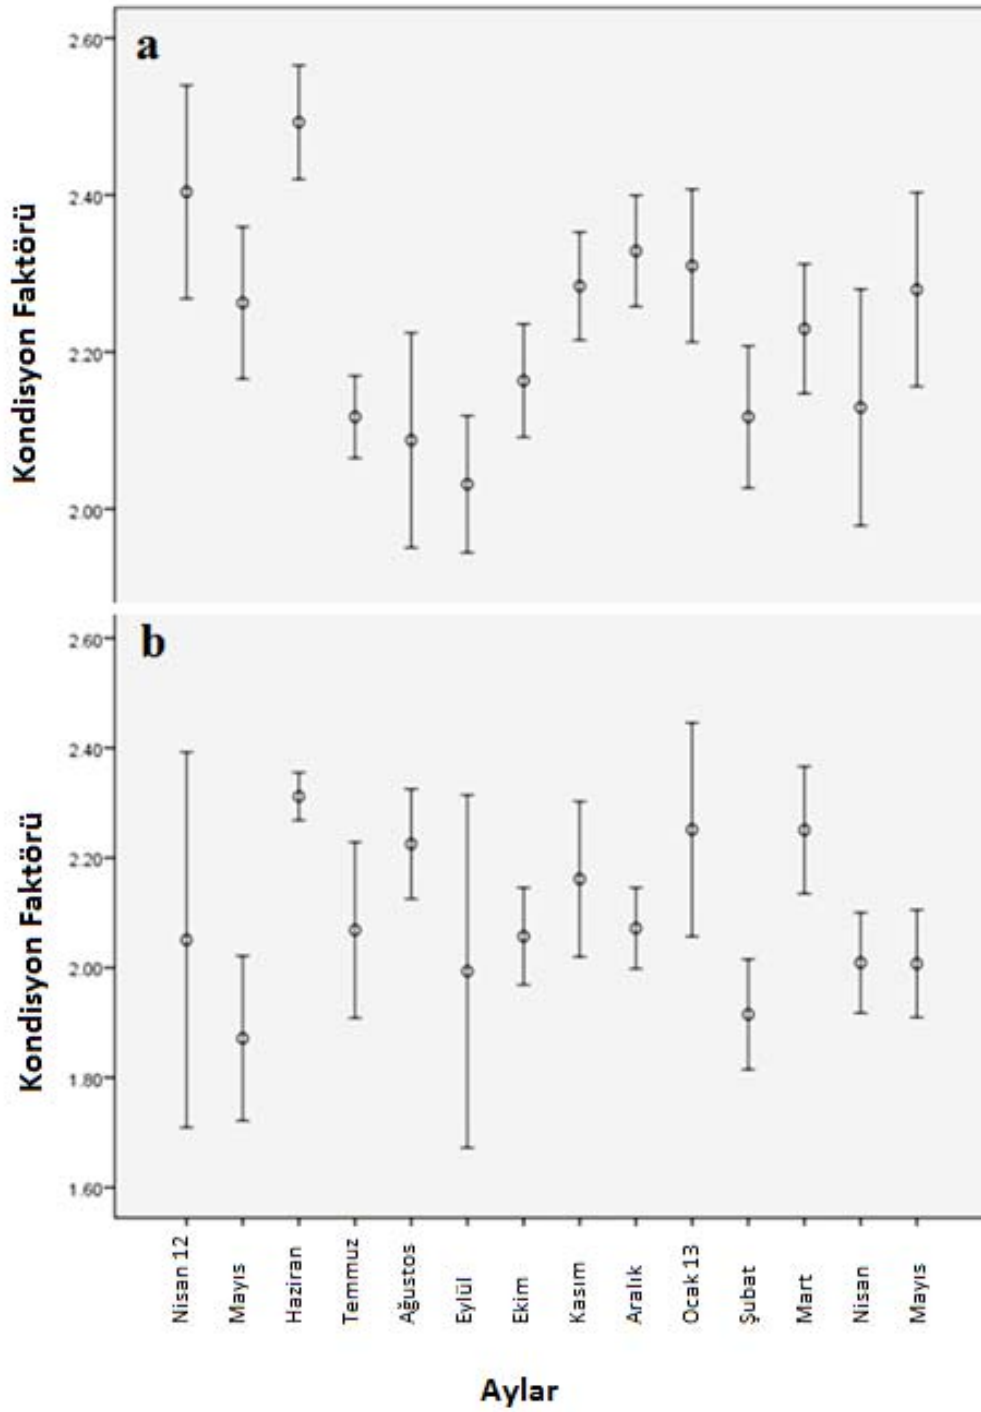 a
2.60
2.40
2.20
2.00
Kondisyon Faktörü
b
2.60
2.40
2.20
2.00
1.80
1.60
Kondisyon Faktörü
Nisan 12
Mayıs
Haziran
Temmuz
Ağustos
Eylül
Ekim
Kasım
Aralık
Ocak 13
Şubat
Mart
Nisan
Mayıs
Aylar